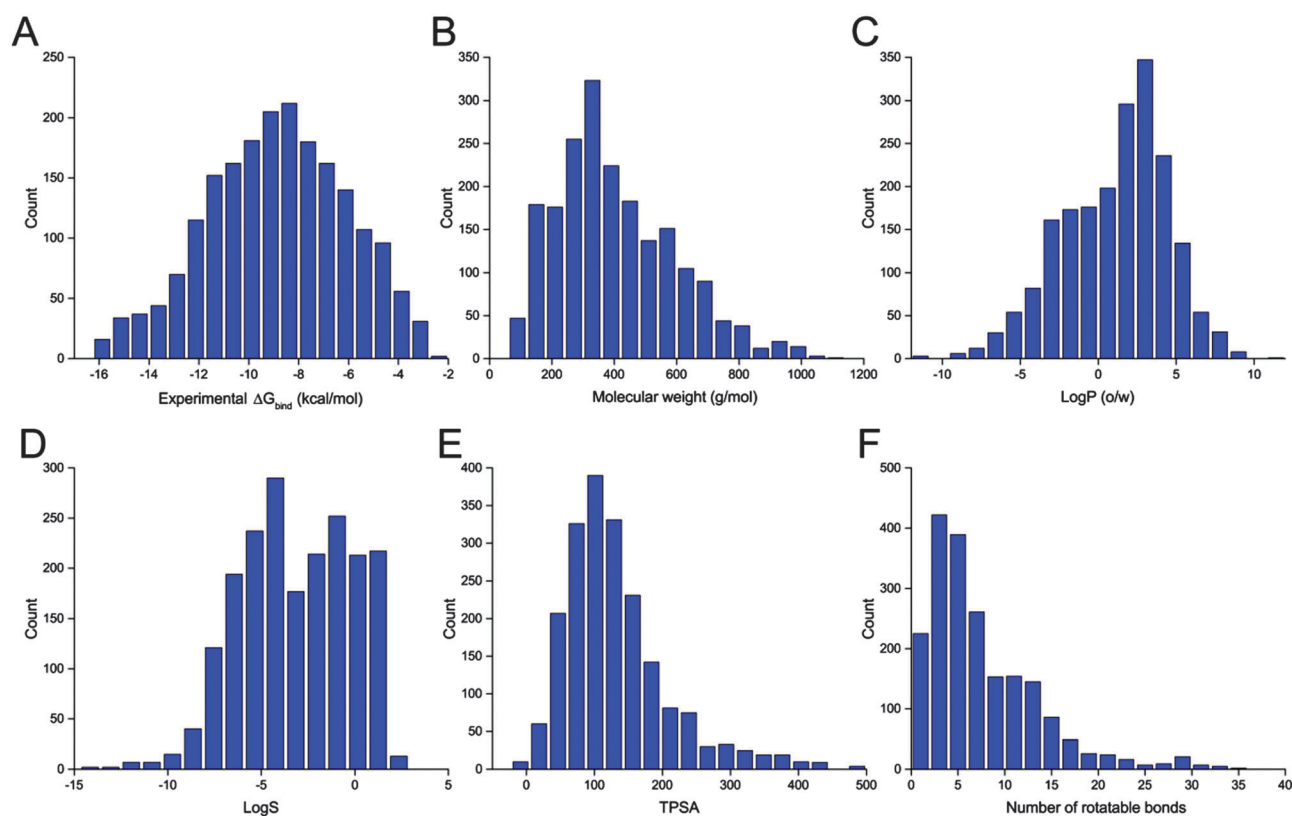 A
B
C
250
200
150
100
50
0
Count
-16 -14 -12 -10 -8 -6 -4 -2
Experimental ΔGbind (kcal/mol)
350
300
250
200
150
100
50
0
Count
0 200 400 600 800 1000 1200
Molecular weight (g/mol)
350
300
250
200
150
100
50
0
Count
-10 -5 0 5 10
LogP (o/w)
D
E
F
300
250
200
150
100
50
0
Count
-15 -10 -5 0 5
LogS
400
350
300
250
200
150
100
50
0
Count
0 100 200 300 400 500
TPSA
500
400
300
200
100
0
Count
0 5 10 15 20 25 30 35 40
Number of rotatable bonds